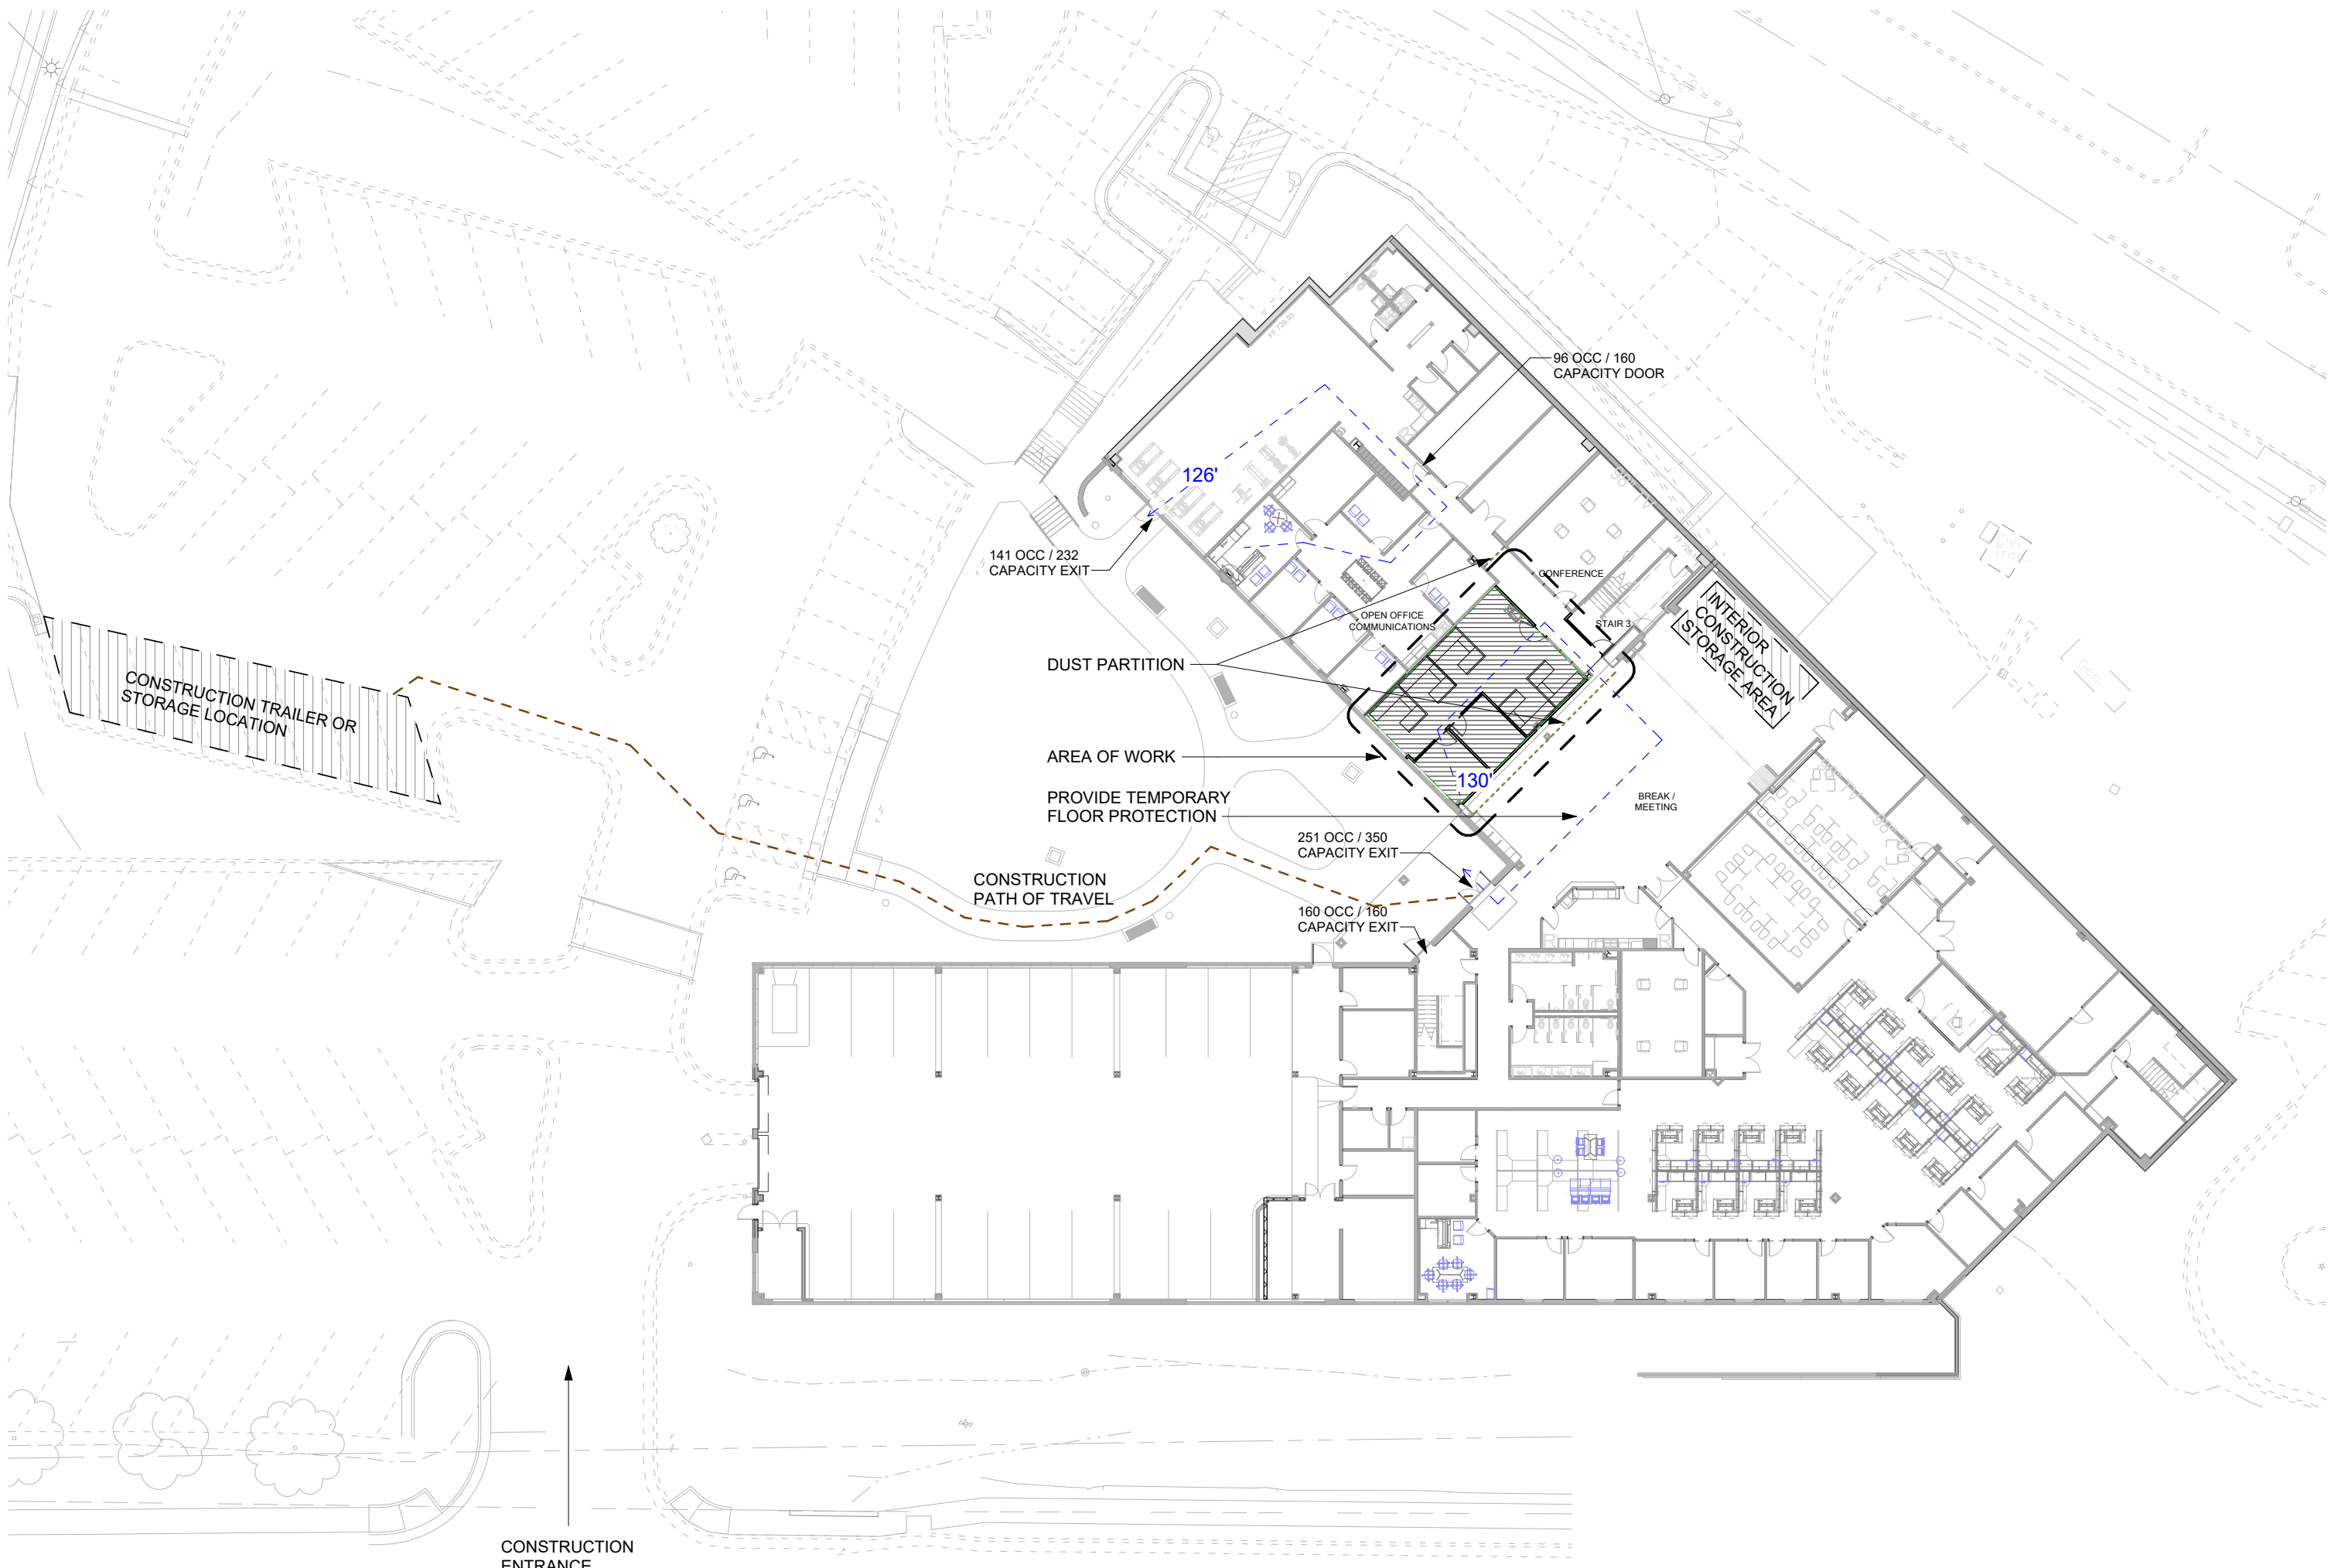 96 OCC / 160
CAPACITY DOOR
126'
141 OCC / 232
CAPACITY EXIT
CONFERENCE
OPEN OFFICE
COMMUNICATIONS
STAIR 3
INTERIOR
CONSTRUCTION
STORAGE AREA
DUST PARTITION
CONSTRUCTION TRAILER OR
STORAGE LOCATION
AREA OF WORK
130'
PROVIDE TEMPORARY
FLOOR PROTECTION
BREAK /
MEETING
251 OCC / 350
CAPACITY EXIT
CONSTRUCTION
PATH OF TRAVEL
160 OCC / 160
CAPACITY EXIT
CONSTRUCTION
ENTRANCE